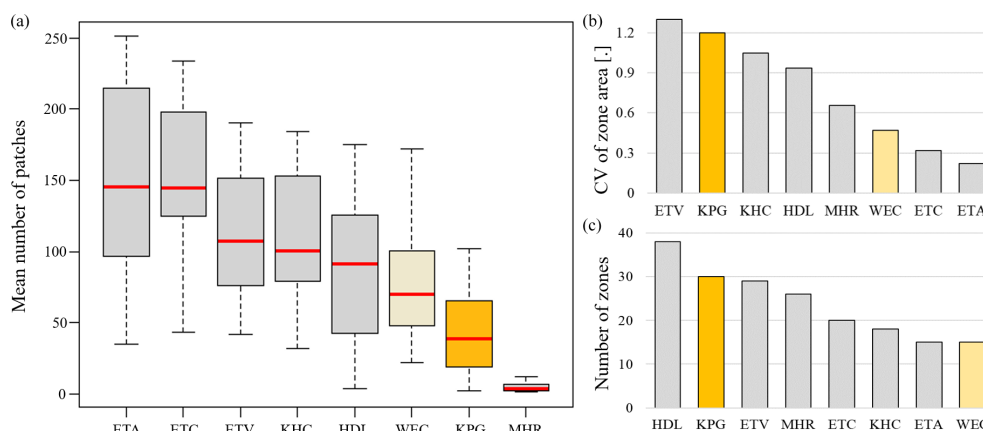 (a)
Mean number of patches
250
200
150
100
50
0
ETA ETC ETV KHC HDL WEC KPG MHR
(b)
CV of zone area [.]
1.2
0.9
0.6
0.3
0
ETV KPG KHC HDL MHR WEC ETC ETA
(c)
Number of zones
40
30
20
10
0
HDL KPG ETV MHR ETC KHC ETA WEC